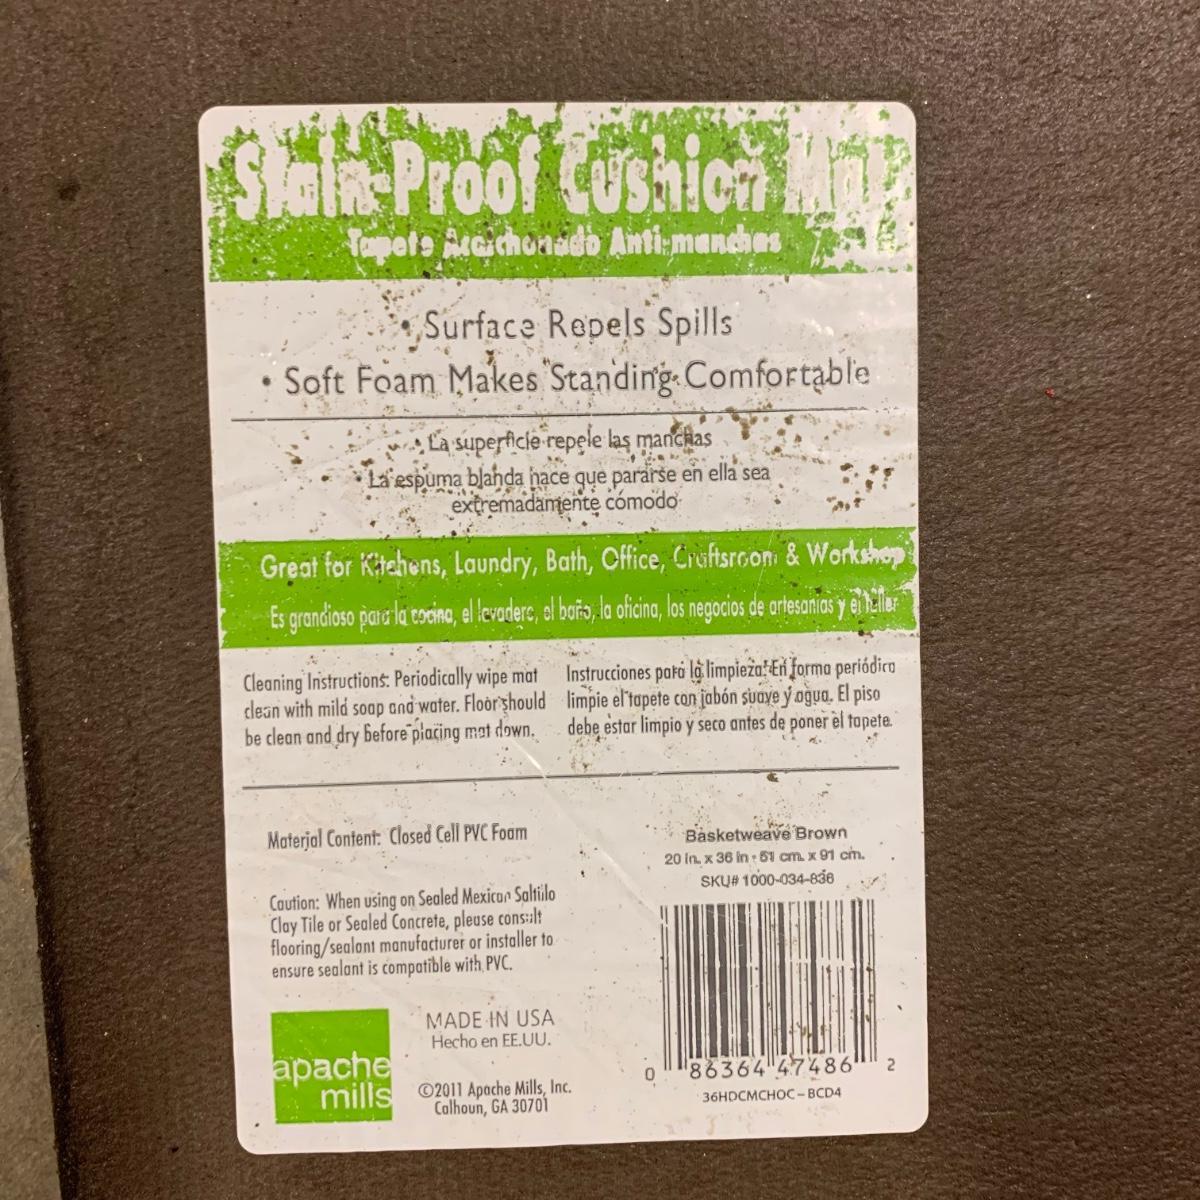 Stain-Proof Cushion Mat
Tapete Acojchonado Anti-manchas
• Surface Repels Spills
• Soft Foam Makes Standing Comfortable
• La superficie repele las manchas
• La espuma blanda hace que pararse en ella sea
extremadamente cómodo
Great for Kitchens, Laundry, Bath, Office, Craftsroom & Workshop
Es grandioso para la cocina, el lavadero, el baño, la oficina, los negocios de artesanías y el taller
Cleaning Instructions: Periodically wipe mat
clean with mild soap and water. Floor should
be clean and dry before placing mat down.
Instrucciones para la limpieza: En forma periódica
limpie el tapete con jabón suave y agua. El piso
debe estar limpio y seco antes de poner el tapete.
Material Content: Closed Cell PVC Foam
Caution: When using on Sealed Mexican Saltillo
Clay Tile or Sealed Concrete, please consult
flooring/sealant manufacturer or installer to
ensure sealant is compatible with PVC.
Basketweave Brown
20 in. x 36 in • 51 cm. x 91 cm.
SKU# 1000-034-836
0 86364 47486 2
36HDCMCHOC – BCD4
apache
mills
MADE IN USA
Hecho en EE.UU.
©2011 Apache Mills, Inc.
Calhoun, GA 30701